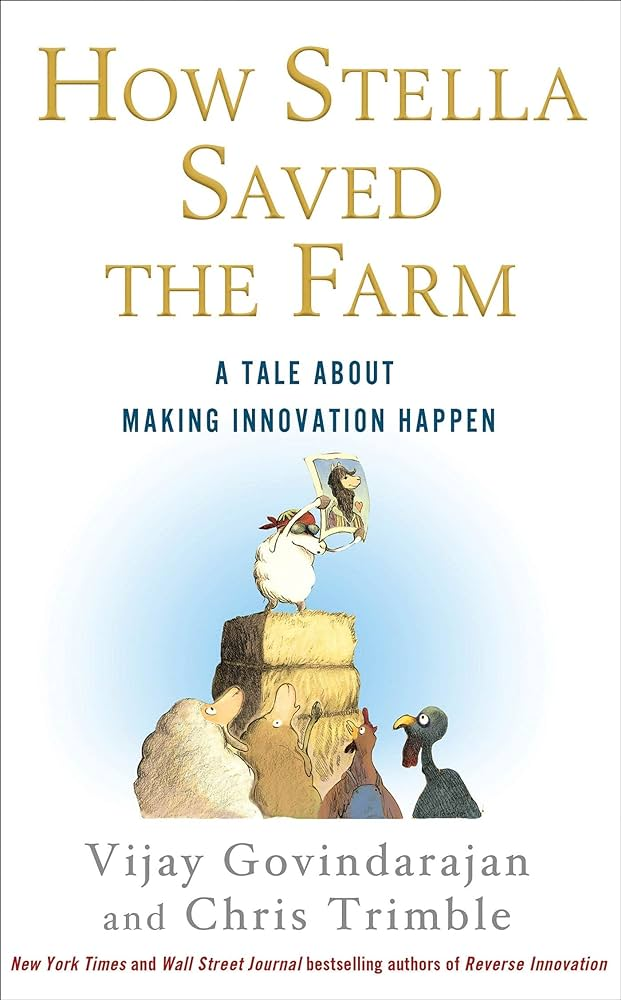 HOW STELLA
SAVED
THE FARM
A TALE ABOUT
MAKING INNOVATION HAPPEN
Vijay Govindarajan
and Chris Trimble
New York Times and Wall Street Journal bestselling authors of Reverse Innovation